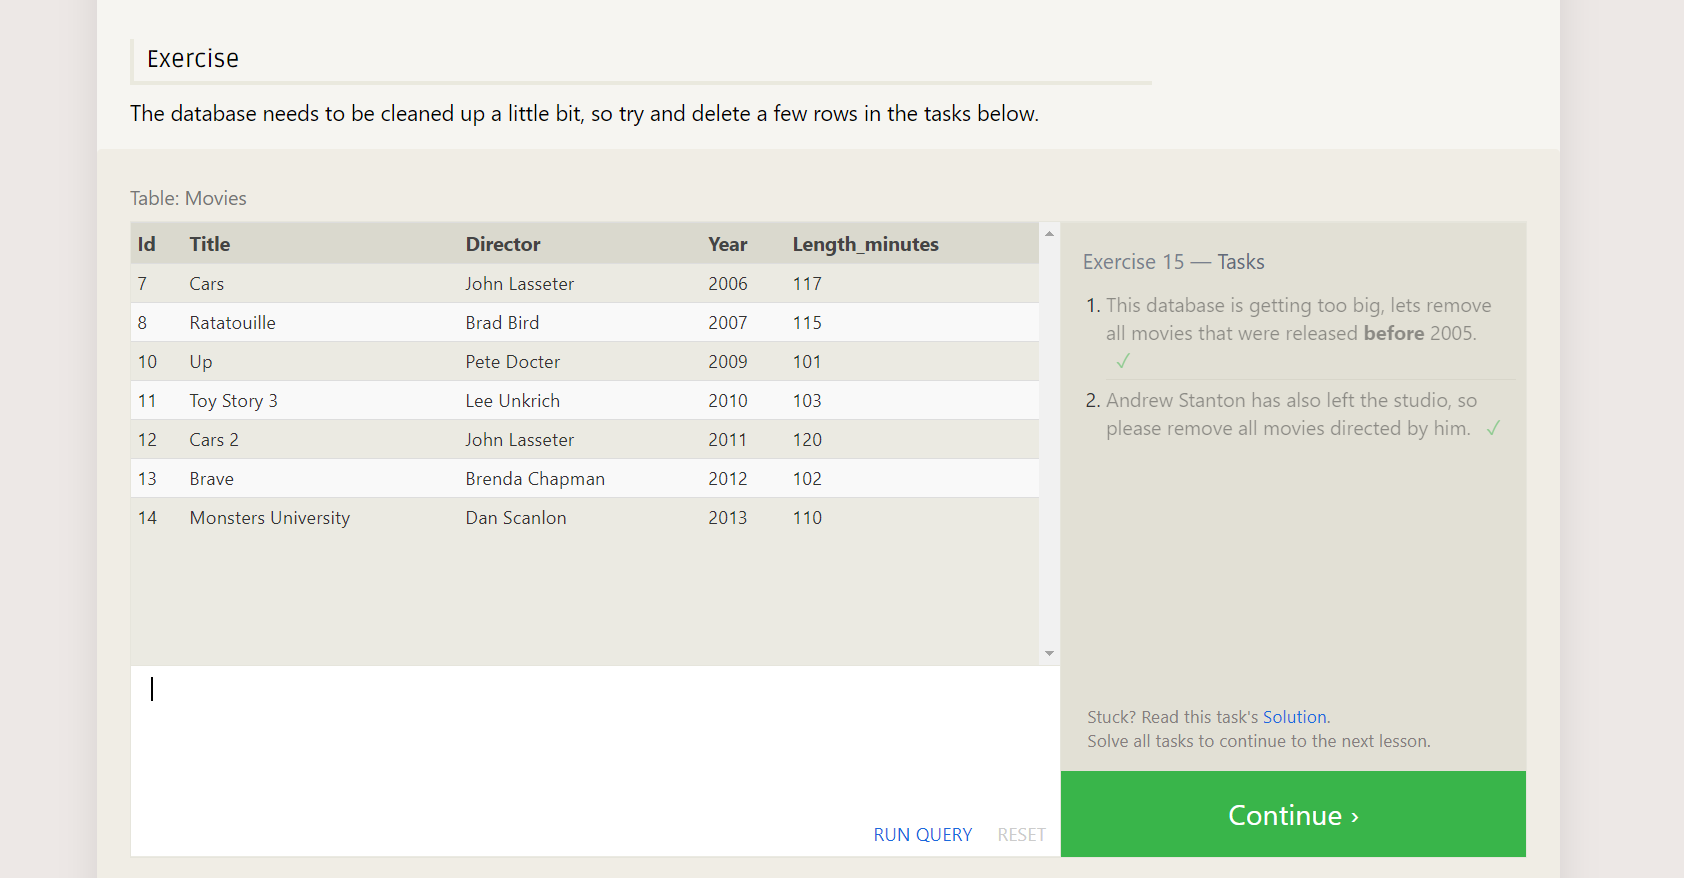 Exercise
The database needs to be cleaned up a little bit, so try and delete a few rows in the tasks below.
Table: Movies
Id Title Director Year Length_minutes
7 Cars John Lasseter 2006 117
8 Ratatouille Brad Bird 2007 115
10 Up Pete Docter 2009 101
11 Toy Story 3 Lee Unkrich 2010 103
12 Cars 2 John Lasseter 2011 120
13 Brave Brenda Chapman 2012 102
14 Monsters University Dan Scanlon 2013 110
RUN QUERY RESET
Exercise 15 — Tasks
1. This database is getting too big, lets remove
all movies that were released before 2005.
✓
2. Andrew Stanton has also left the studio, so
please remove all movies directed by him. ✓
Stuck? Read this task's Solution.
Solve all tasks to continue to the next lesson.
Continue ›